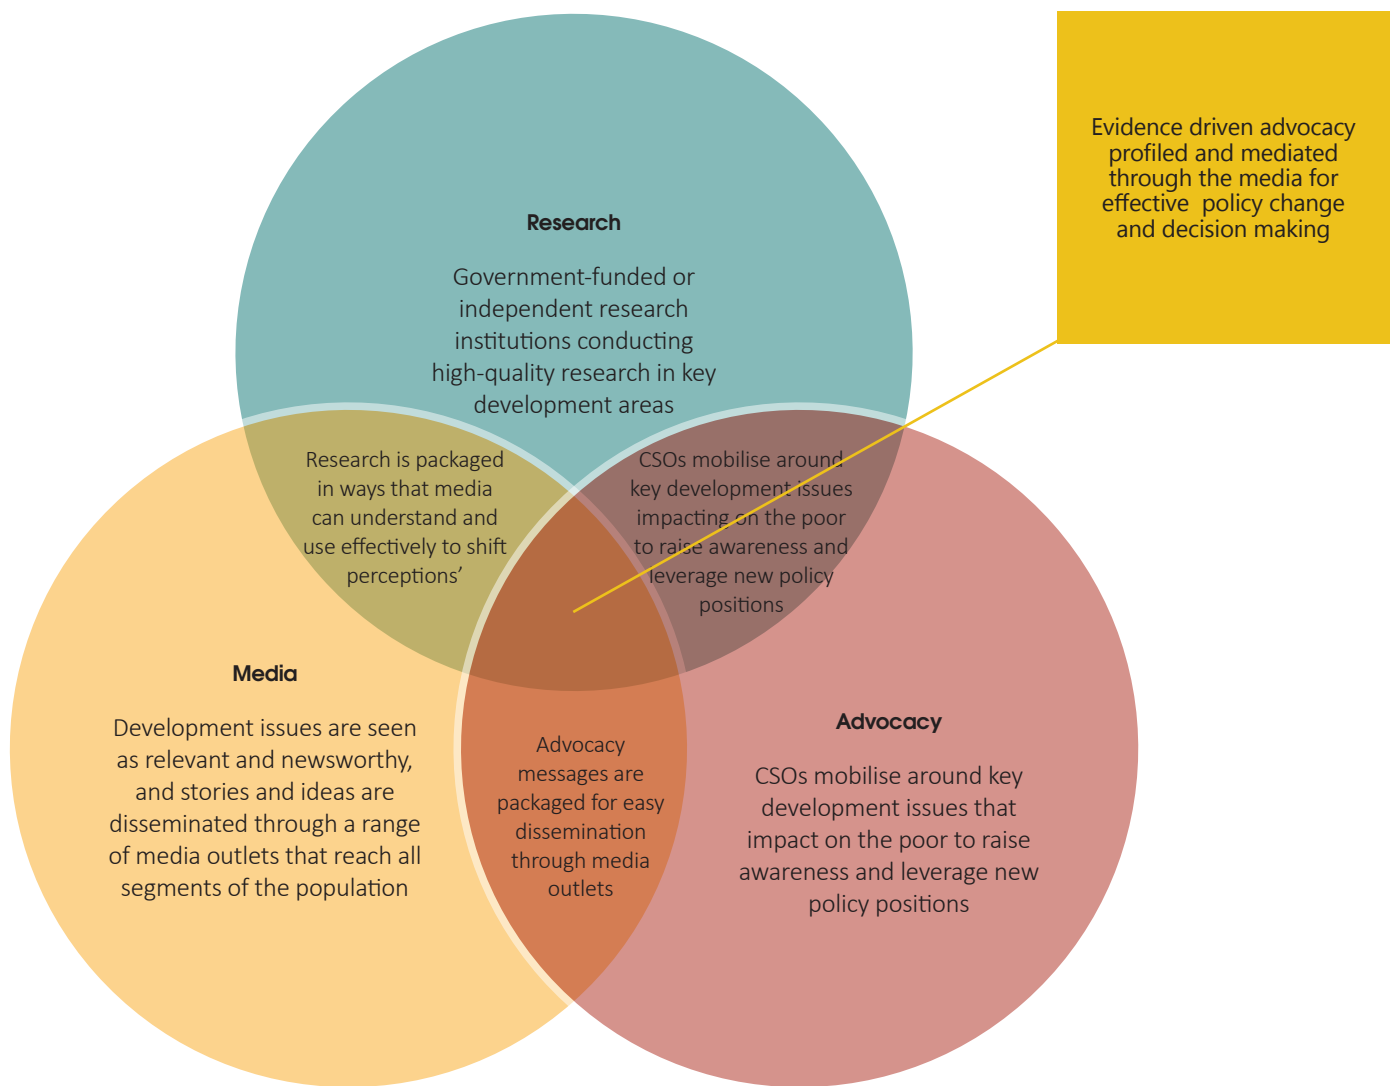 Evidence driven advocacy
profiled and mediated
through the media for
effective policy change
and decision making
Research
Government-funded or
independent research
institutions conducting
high-quality research in key
development areas
Research is packaged
in ways that media
can understand and
use effectively to shift
perceptions’
CSOs mobilise around
key development issues
impacting on the poor
to raise awareness and
leverage new policy
positions
Media
Development issues are seen
as relevant and newsworthy,
and stories and ideas are
disseminated through a range
of media outlets that reach all
segments of the population
Advocacy
messages are
packaged for easy
dissemination
through media
outlets
Advocacy
CSOs mobilise around key
development issues that
impact on the poor to raise
awareness and leverage new
policy positions